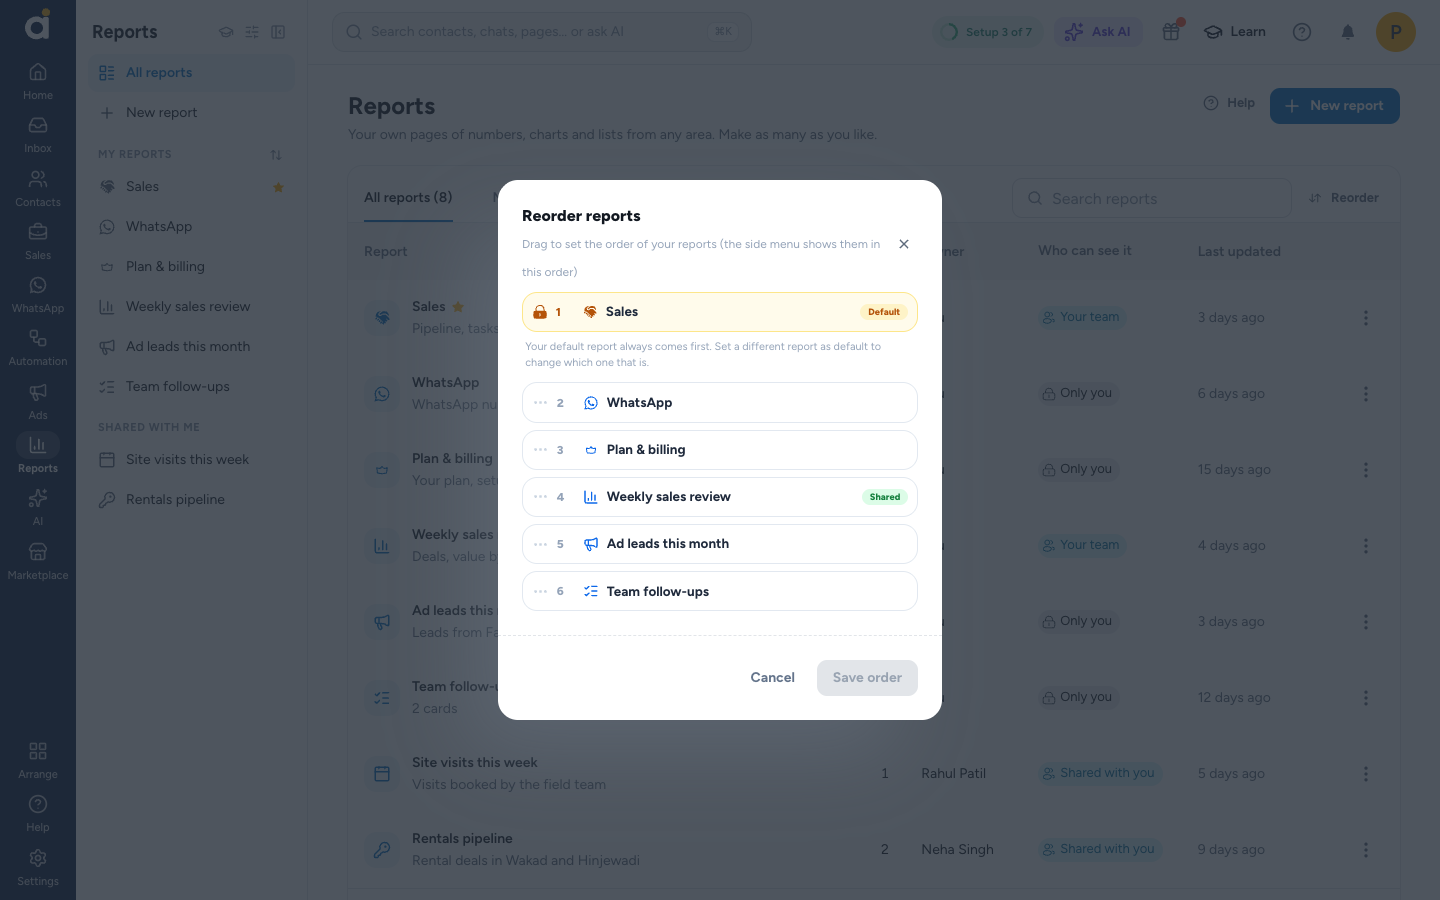 Reports
Search contacts, chats, pages... or ask AI
⌘K
Setup 3 of 7
Ask AI
Learn
P
Home
Inbox
Contacts
Sales
WhatsApp
Automation
Ads
Reports
AI
Marketplace
Arrange
Help
Settings
All reports
New report
MY REPORTS
Sales
WhatsApp
Plan & billing
Weekly sales review
Ad leads this month
Team follow-ups
SHARED WITH ME
Site visits this week
Rentals pipeline
Reports
Your own pages of numbers, charts and lists from any area. Make as many as you like.
Help
New report
All reports (8)
Search reports
Reorder
Report
Who can see it
Last updated
Sales
Pipeline, tasks
Your team
3 days ago
WhatsApp
WhatsApp
Only you
6 days ago
Plan & billing
Your plan,
Only you
15 days ago
Weekly sales
Deals, value
Your team
4 days ago
Ad leads this
Leads from
Only you
3 days ago
Team
2 cards
Only you
12 days ago
Site visits this week
Visits booked by the field team
1
Rahul Patil
Shared with you
5 days ago
Rentals pipeline
Rental deals in Wakad and Hinjewadi
2
Neha Singh
Shared with you
9 days ago
Reorder reports
Drag to set the order of your reports (the side menu shows them in
this order)
1 Sales Default
Your default report always comes first. Set a different report as default to
change which one that is.
2 WhatsApp
3 Plan & billing
4 Weekly sales review Shared
5 Ad leads this month
6 Team follow-ups
Cancel
Save order